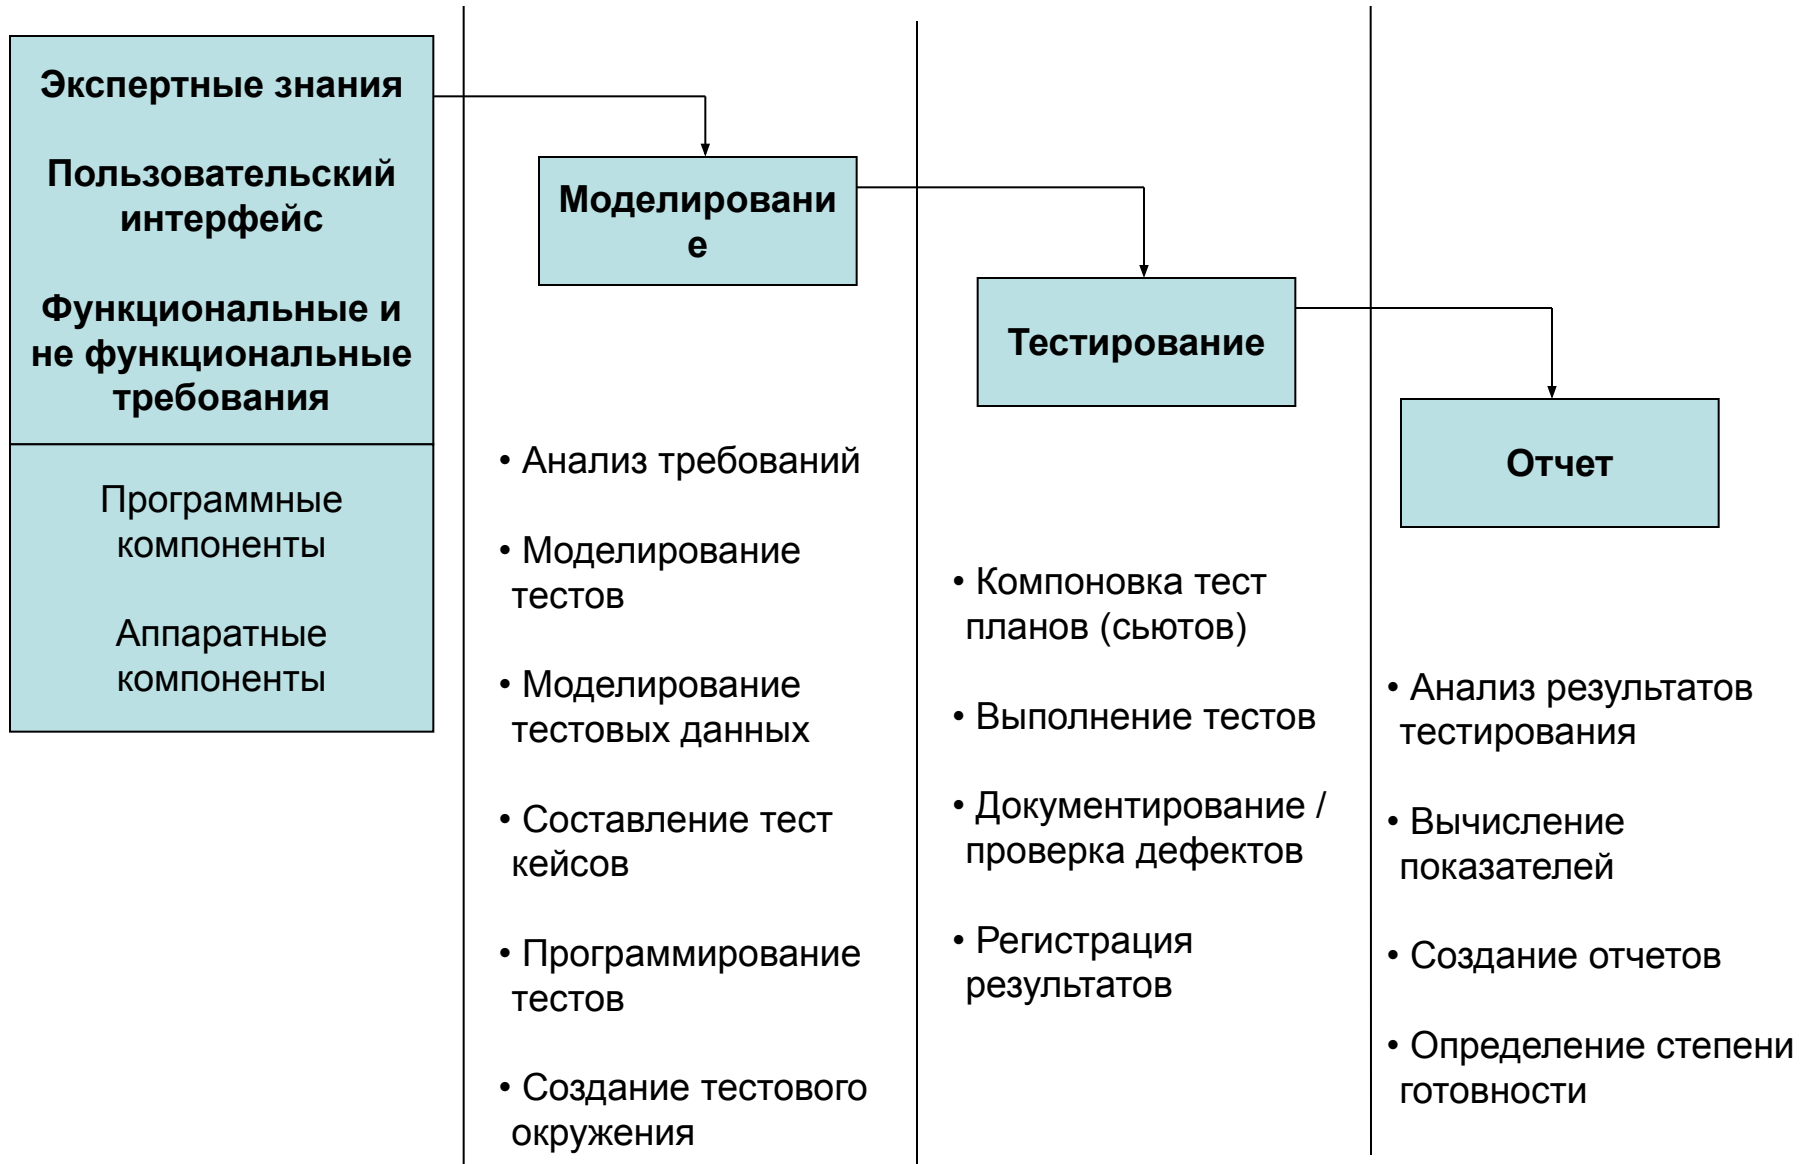 Экспертные знания
Пользовательский
интерфейс
Функциональные и
не функциональные
требования
Программные
компоненты
Аппаратные
компоненты
Моделировани
е
• Анализ требований
• Моделирование
тестов
• Моделирование
тестовых данных
• Составление тест
кейсов
• Программирование
тестов
• Создание тестового
окружения
Тестирование
• Компоновка тест
планов (сьютов)
• Выполнение тестов
• Документирование /
проверка дефектов
• Регистрация
результатов
Отчет
• Анализ результатов
тестирования
• Вычисление
показателей
• Создание отчетов
• Определение степени
готовности